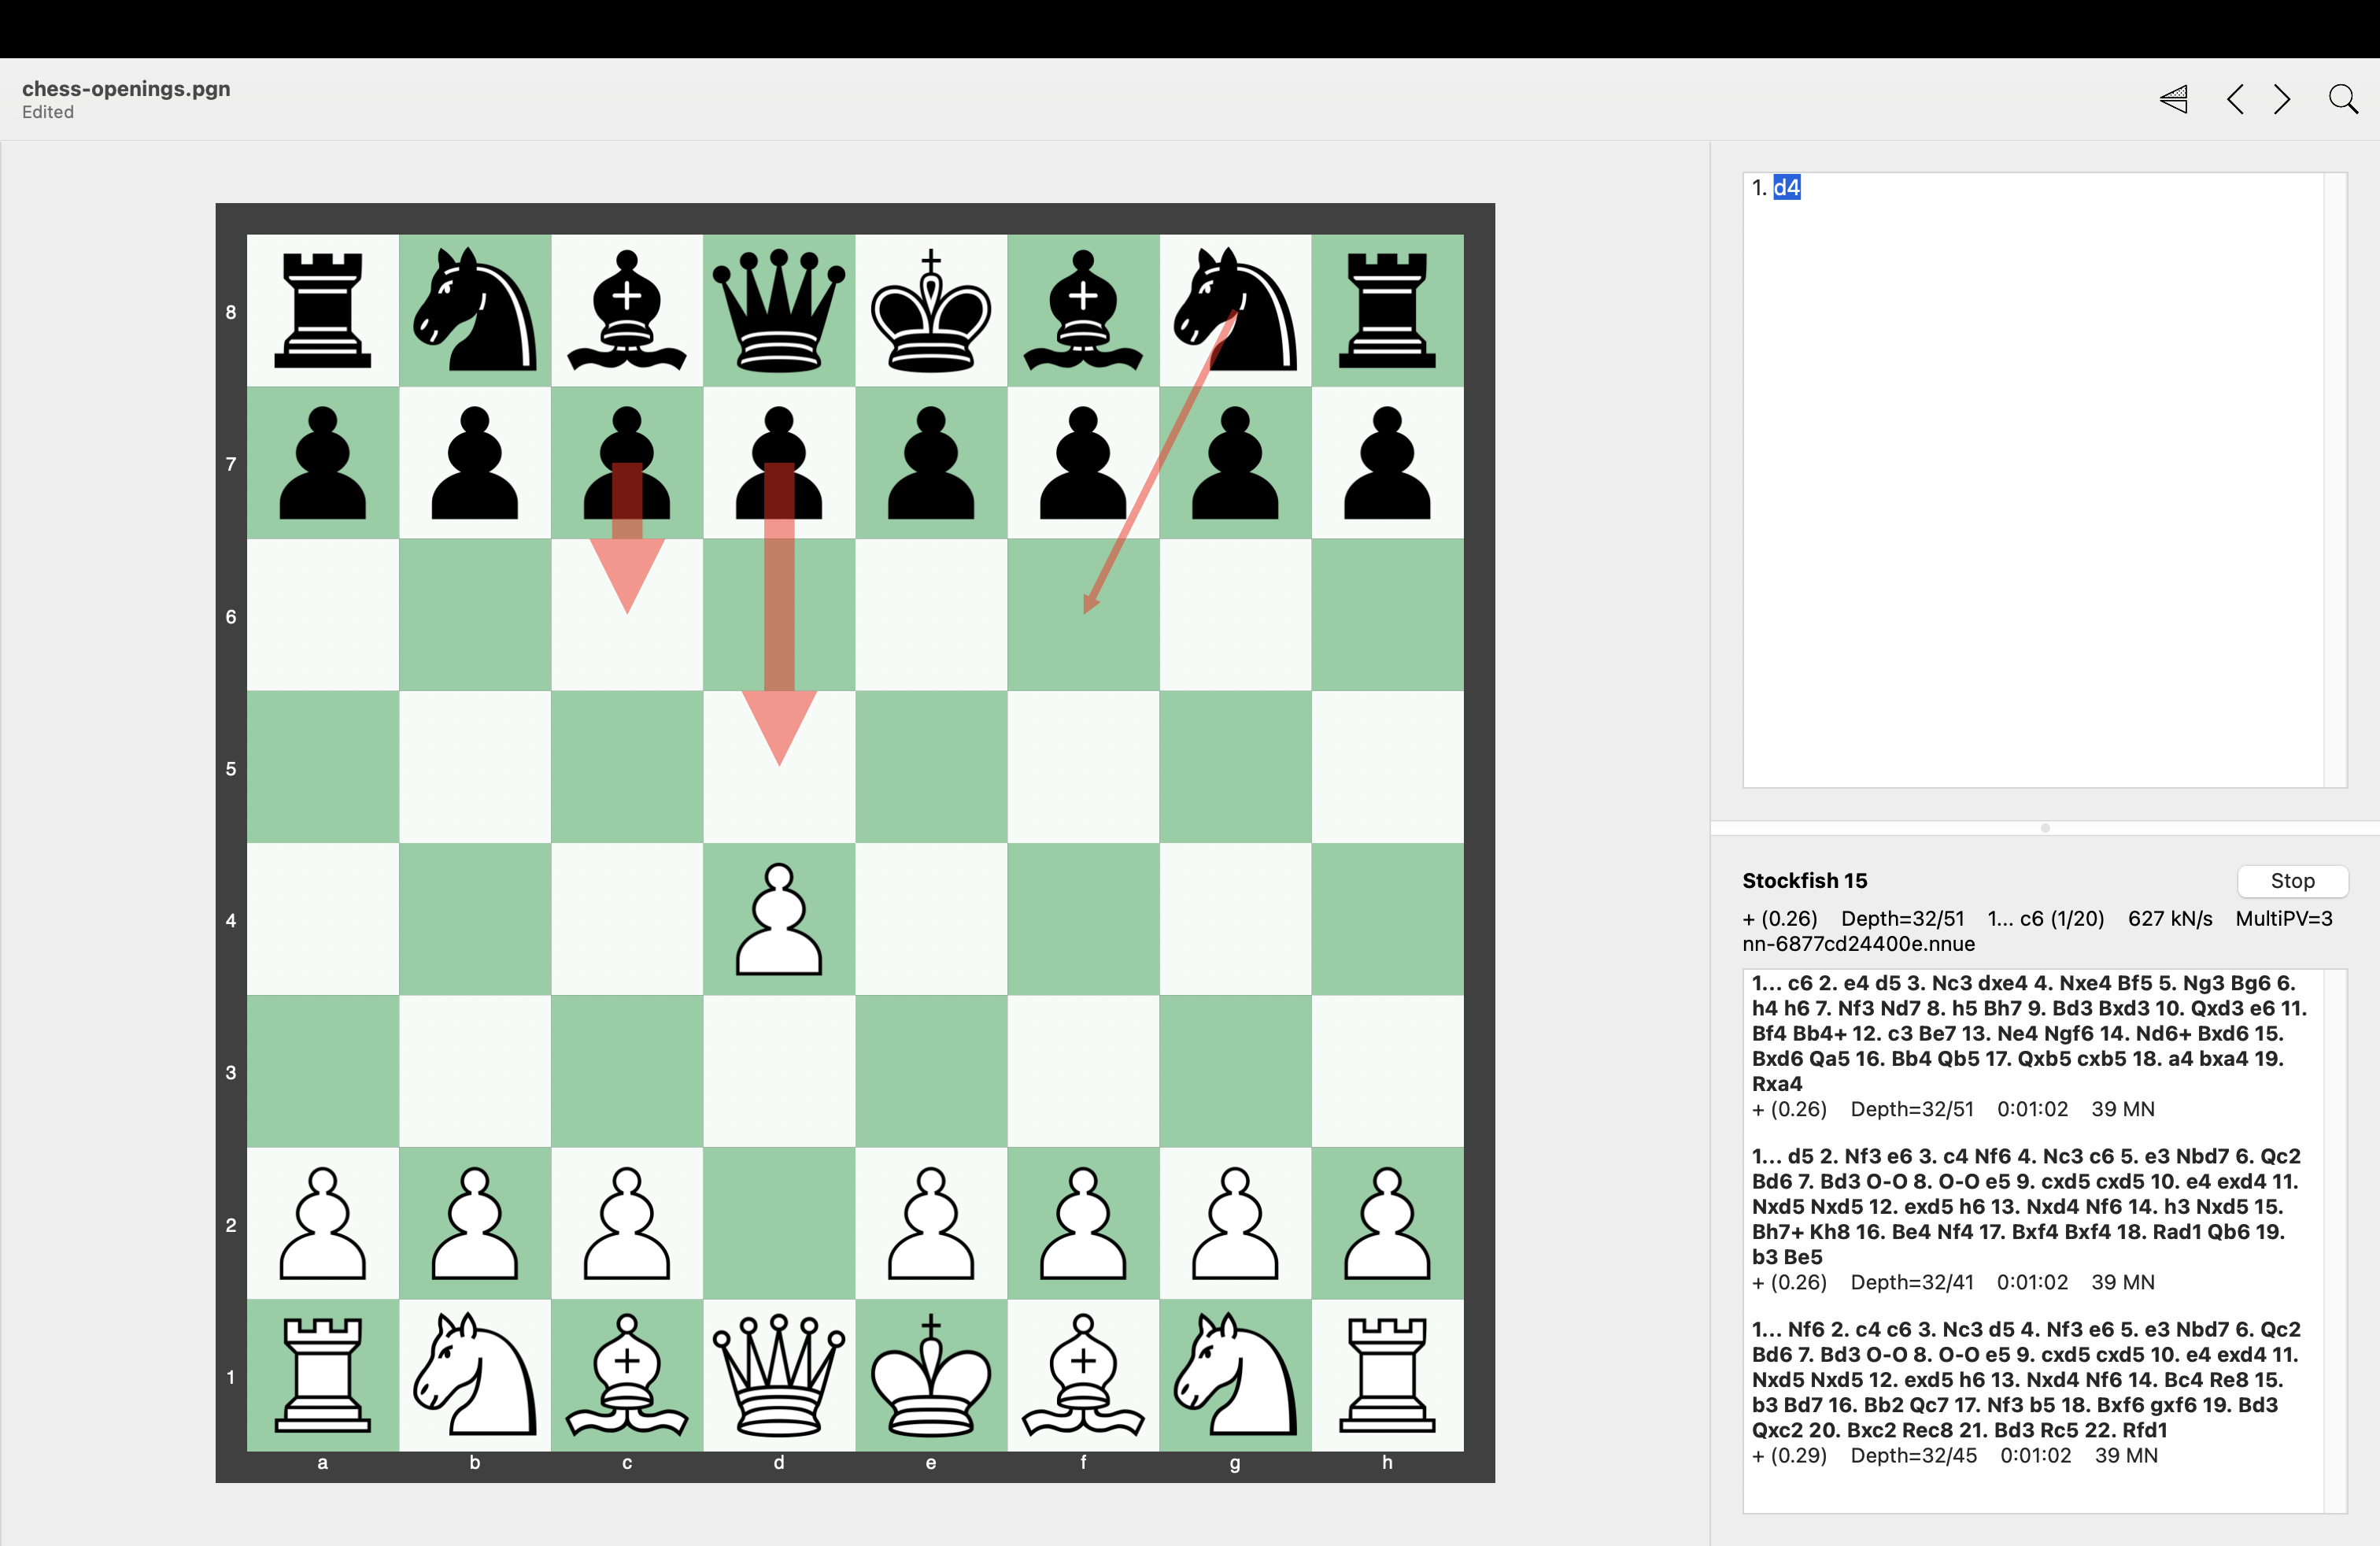 chess-openings.pgn
Edited
1. d4
8
7
6
5
4
3
2
1
a b c d e f g h
Stockfish 15
Stop
+ (0.26) Depth=32/51 1... c6 (1/20) 627 kN/s MultiPV=3
nn-6877cd24400e.nnue
1... c6 2. e4 d5 3. Nc3 dxe4 4. Nxe4 Bf5 5. Ng3 Bg6 6.
h4 h6 7. Nf3 Nd7 8. h5 Bh7 9. Bd3 Bxd3 10. Qxd3 e6 11.
Bf4 Bb4+ 12. c3 Be7 13. Ne4 Ngf6 14. Nd6+ Bxd6 15.
Bxd6 Qa5 16. Bb4 Qb5 17. Qxb5 cxb5 18. a4 bxa4 19.
Rxa4
+ (0.26) Depth=32/51 0:01:02 39 MN
1... d5 2. Nf3 e6 3. c4 Nf6 4. Nc3 c6 5. e3 Nbd7 6. Qc2
Bd6 7. Bd3 O-O 8. O-O e5 9. cxd5 cxd5 10. e4 exd4 11.
Nxd5 Nxd5 12. exd5 h6 13. Nxd4 Nf6 14. h3 Nxd5 15.
Bh7+ Kh8 16. Be4 Nf4 17. Bxf4 Bxf4 18. Rad1 Qb6 19.
b3 Be5
+ (0.26) Depth=32/41 0:01:02 39 MN
1... Nf6 2. c4 c6 3. Nc3 d5 4. Nf3 e6 5. e3 Nbd7 6. Qc2
Bd6 7. Bd3 O-O 8. O-O e5 9. cxd5 cxd5 10. e4 exd4 11.
Nxd5 Nxd5 12. exd5 h6 13. Nxd4 Nf6 14. Bc4 Re8 15.
b3 Bd7 16. Bb2 Qc7 17. Nf3 b5 18. Bxf6 gxf6 19. Bd3
Qxc2 20. Bxc2 Rec8 21. Bd3 Rc5 22. Rfd1
+ (0.29) Depth=32/45 0:01:02 39 MN